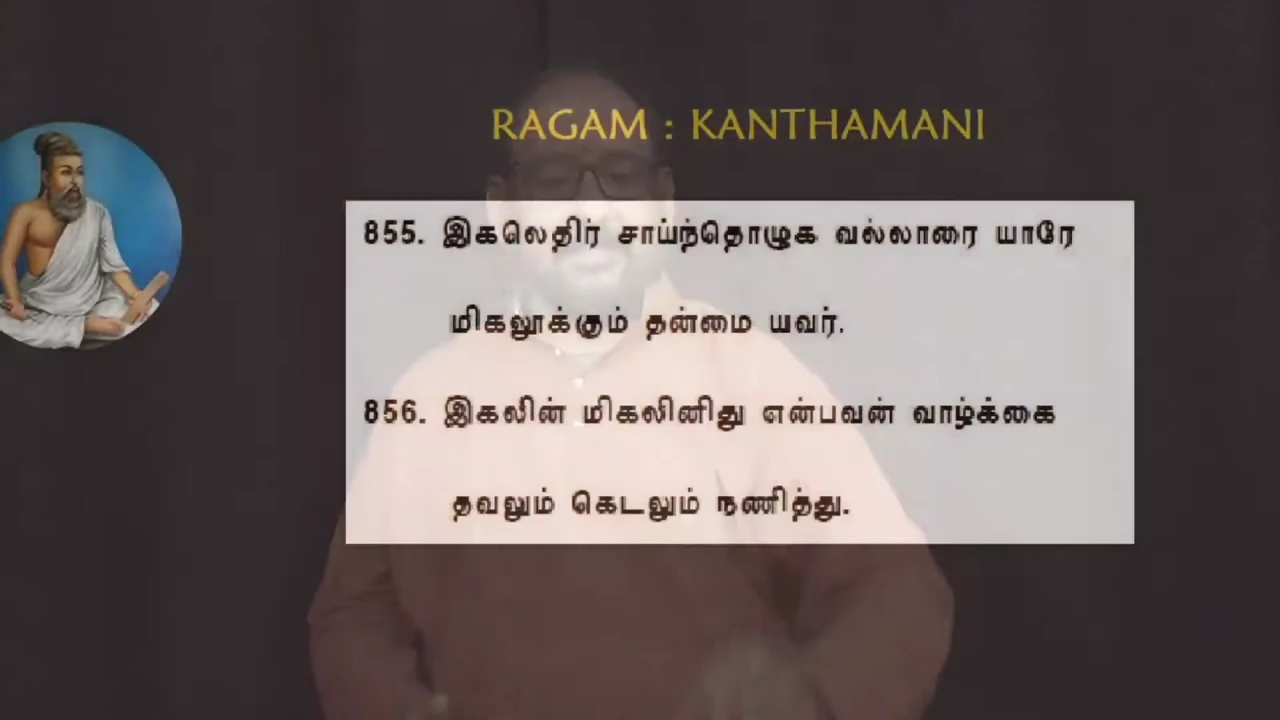 RAGAM : KANTHAMANI
855. இகலெதிர் சாய்ந்தொழுக வல்லாரை யாரே
மிகலூக்கும் தன்மை யவர்.
856. இகலின் மிகலினிது என்பவன் வாழ்க்கை
தவலும் கெடலும் நணித்து.